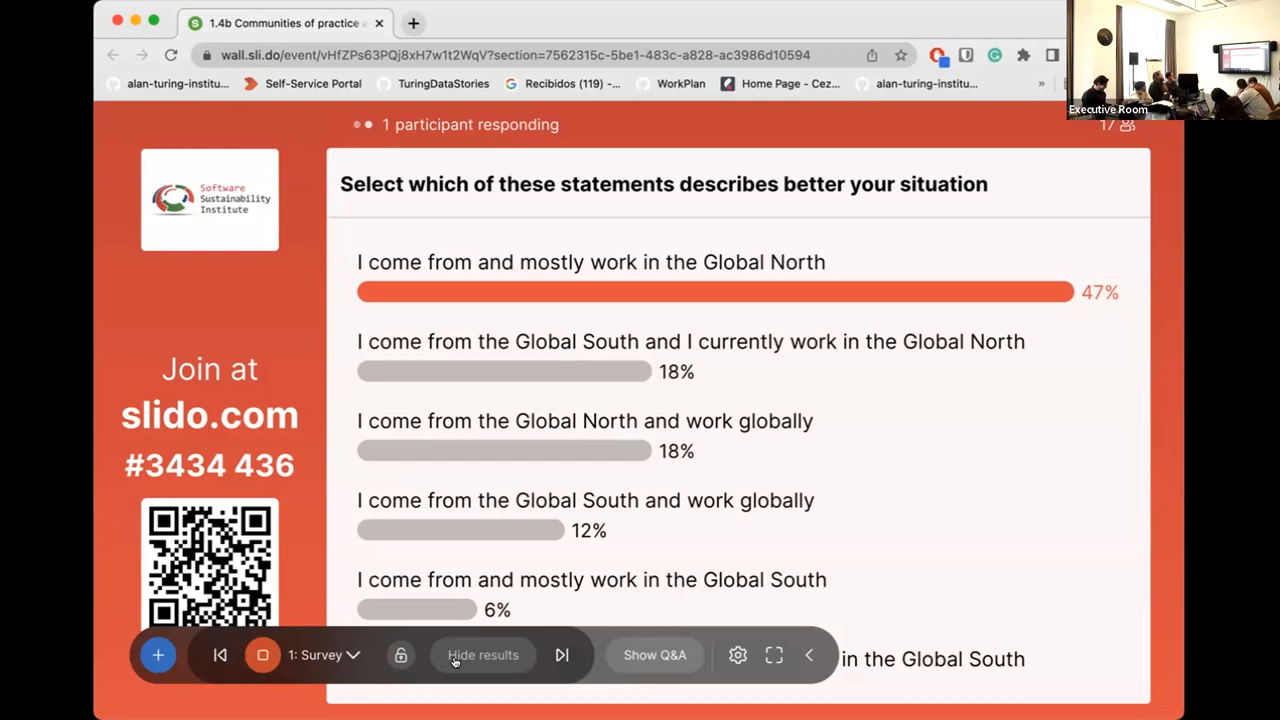 1.4b Communities of practice
wall.sli.do/event/vHfZPs63PQj8xH7w1t2WqV?section=7562315c-5be1-483c-a828-ac3986d10594
alan-turing-institu...
Self-Service Portal
TuringDataStories
Recibidos (119) -...
WorkPlan
Home Page - Cez...
alan-turing-institu...
»
Executive Room
1 participant responding
17
Software
Sustainability
Institute
Select which of these statements describes better your situation
I come from and mostly work in the Global North
47%
I come from the Global South and I currently work in the Global North
18%
I come from the Global North and work globally
18%
I come from the Global South and work globally
12%
I come from and mostly work in the Global South
6%
in the Global South
Join at
slido.com
#3434 436
1: Survey
Hide results
Show Q&A